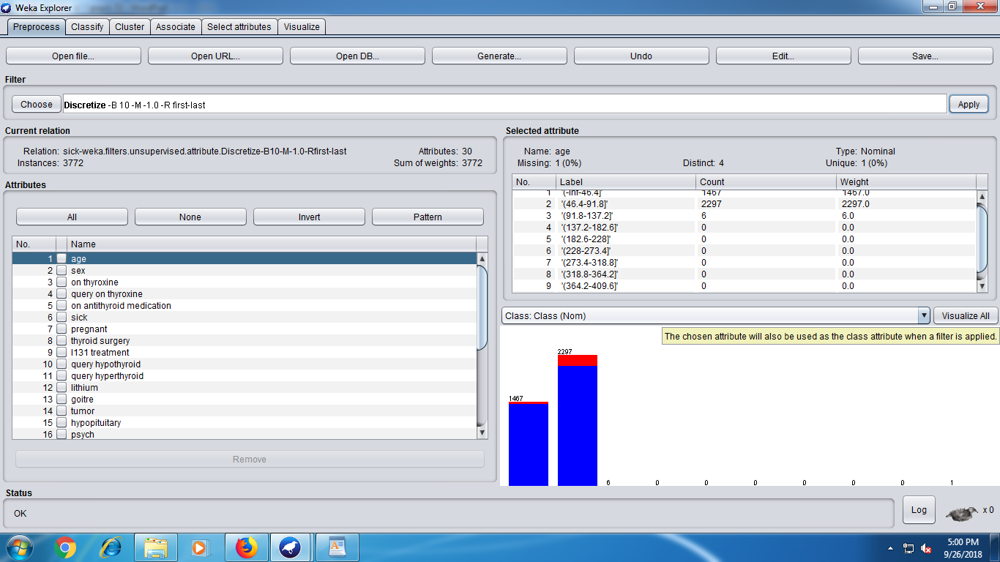 Weka Explorer
Preprocess Classify Cluster Associate Select attributes Visualize
Open file... Open URL... Open DB... Generate... Undo Edit... Save...
Filter
Choose Discretize -B 10 -M -1.0 -R first-last Apply
Current relation
Relation: sick-weka.filters.unsupervised.attribute.Discretize-B10-M-1.0-Rfirst-last Attributes: 30
Instances: 3772 Sum of weights: 3772
Attributes
All None Invert Pattern
No. Name
1 age
2 sex
3 on thyroxine
4 query on thyroxine
5 on antithyroid medication
6 sick
7 pregnant
8 thyroid surgery
9 I131 treatment
10 query hypothyroid
11 query hyperthyroid
12 lithium
13 goitre
14 tumor
15 hypopituitary
16 psych
Remove
Selected attribute
Name: age Type: Nominal
Missing: 1 (0%) Distinct: 4 Unique: 1 (0%)
No. Label Count Weight
1 '(-inf-46.4]' 1467 1467.0
2 '(46.4-91.8]' 2297 2297.0
3 '(91.8-137.2]' 6 6.0
4 '(137.2-182.6]' 0 0.0
5 '(182.6-228]' 0 0.0
6 '(228-273.4]' 0 0.0
7 '(273.4-318.8]' 0 0.0
8 '(318.8-364.2]' 0 0.0
9 '(364.2-409.6]' 0 0.0
Class: Class (Nom) Visualize All
The chosen attribute will also be used as the class attribute when a filter is applied.
2297
1467
6 0 0 0 0 0 0 1
Status
OK
Log x 0
5:00 PM
9/26/2018